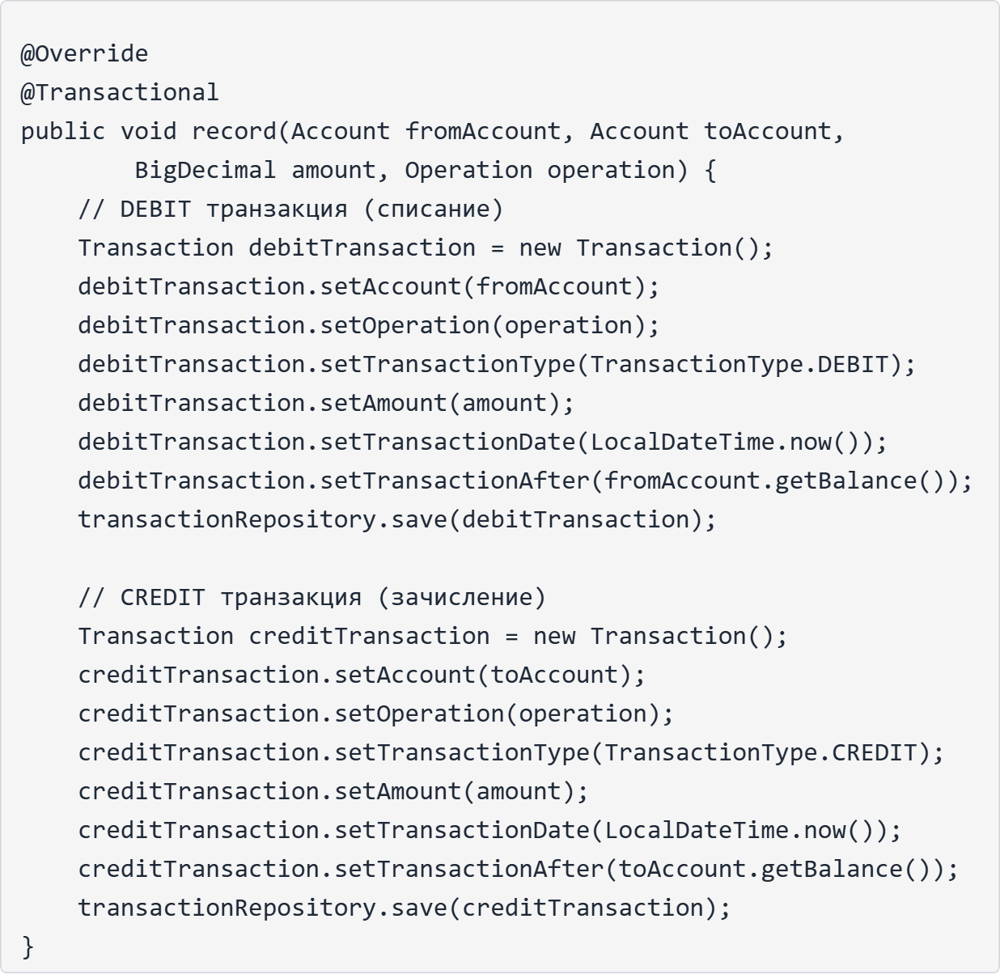 @Override
@Transactional
public void record(Account fromAccount, Account toAccount,
        BigDecimal amount, Operation operation) {
    // DEBIT транзакция (списание)
    Transaction debitTransaction = new Transaction();
    debitTransaction.setAccount(fromAccount);
    debitTransaction.setOperation(operation);
    debitTransaction.setTransactionType(TransactionType.DEBIT);
    debitTransaction.setAmount(amount);
    debitTransaction.setTransactionDate(LocalDateTime.now());
    debitTransaction.setTransactionAfter(fromAccount.getBalance());
    transactionRepository.save(debitTransaction);

    // CREDIT транзакция (зачисление)
    Transaction creditTransaction = new Transaction();
    creditTransaction.setAccount(toAccount);
    creditTransaction.setOperation(operation);
    creditTransaction.setTransactionType(TransactionType.CREDIT);
    creditTransaction.setAmount(amount);
    creditTransaction.setTransactionDate(LocalDateTime.now());
    creditTransaction.setTransactionAfter(toAccount.getBalance());
    transactionRepository.save(creditTransaction);
}